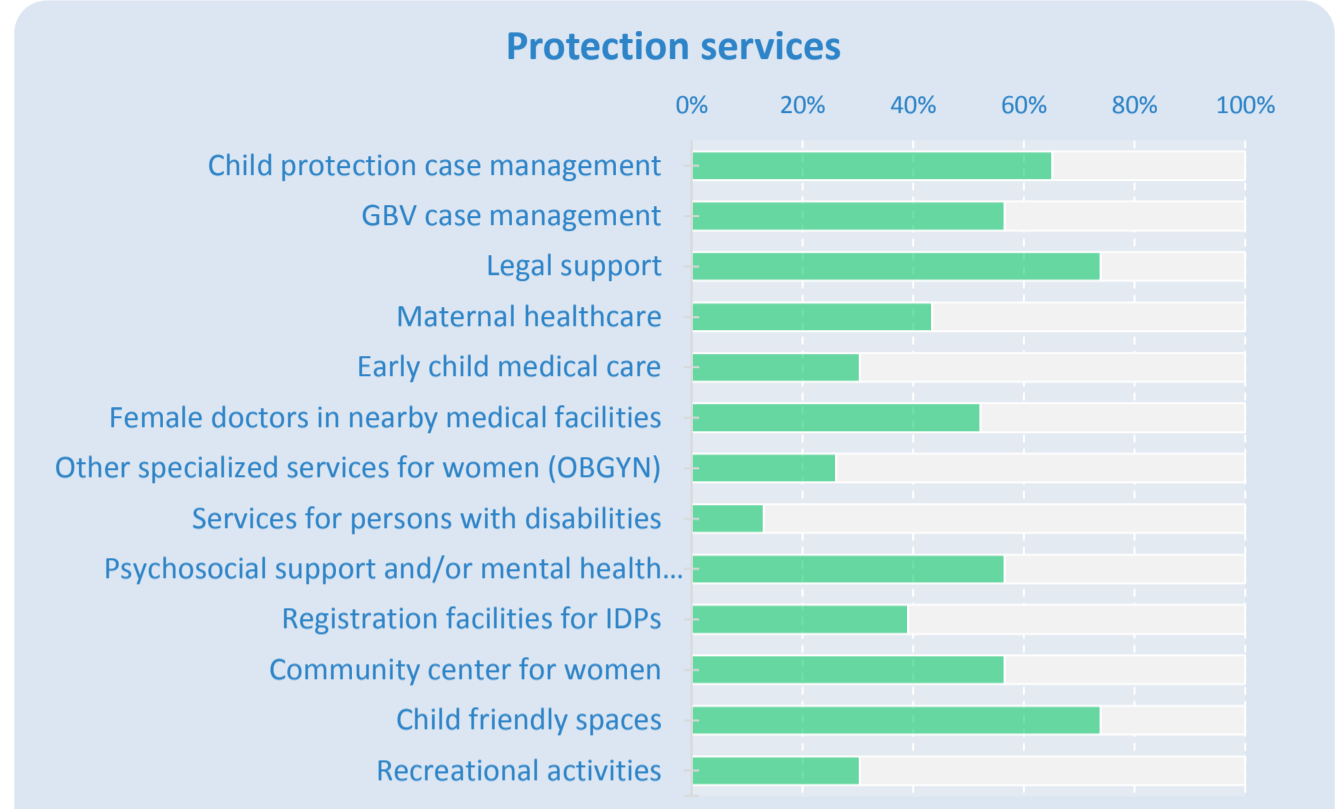 Protection services
0% 20% 40% 60% 80% 100%
Child protection case management
GBV case management
Legal support
Maternal healthcare
Early child medical care
Female doctors in nearby medical facilities
Other specialized services for women (OBGYN)
Services for persons with disabilities
Psychosocial support and/or mental health...
Registration facilities for IDPs
Community center for women
Child friendly spaces
Recreational activities